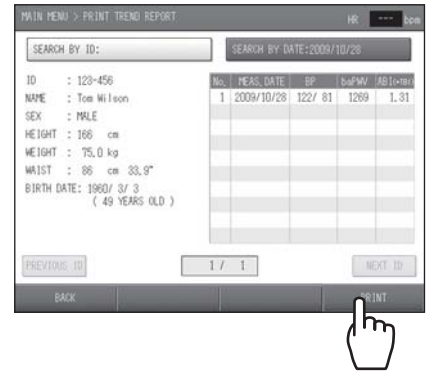 MAIN MENU > PRINT TREND REPORT
HR --- bpm
SEARCH BY ID:
SEARCH BY DATE:2009/10/28
ID : 123-456
NAME : Tom Wilson
SEX : MALE
HEIGHT : 166 cm
WEIGHT : 75.0 kg
WAIST : 86 cm 33.9"
BIRTH DATE: 1960/ 3/ 3
( 49 YEARS OLD )
No. MEAS. DATE BP baPWV
1 2009/10/28 122/ 81 1269 1.31
PREVIOUS ID
1 / 1
NEXT ID
BACK
PRINT